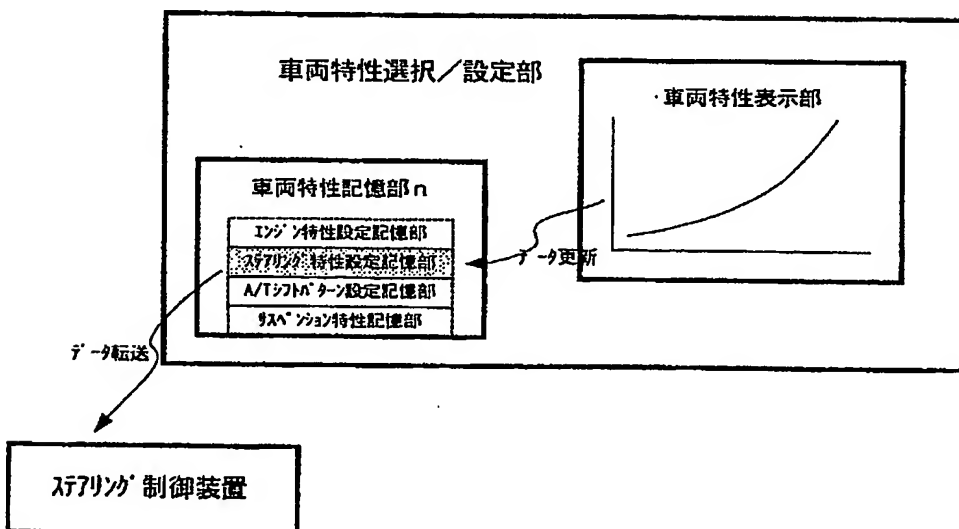 車両特性選択／設定部
・車両特性表示部
車両特性記憶部n
ｴﾝｼﾞﾝ特性設定記憶部
ｽﾃｱﾘﾝｸﾞ特性設定記憶部
A/Tｼﾌﾄﾊﾟﾀｰﾝ設定記憶部
ｻｽﾍﾟﾝｼｮﾝ特性記憶部
ﾃﾞｰﾀ更新
ﾃﾞｰﾀ転送
ｽﾃｱﾘﾝｸﾞ制御装置